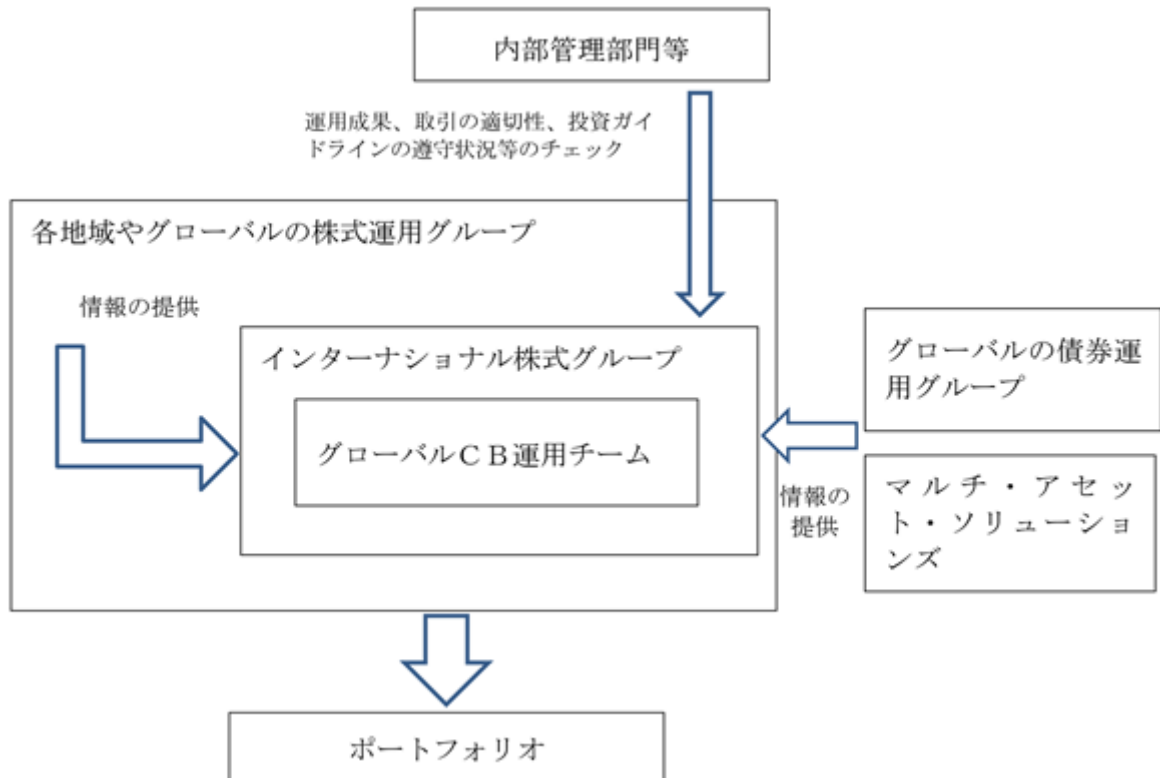 内部管理部門等
運用成果、取引の適切性、投資ガイ
ドラインの遵守状況等のチェック
各地域やグローバルの株式運用グループ
情報の提供
インターナショナル株式グループ
グローバルＣＢ運用チーム
グローバルの債券運
用グループ
情報の
提供
マルチ・アセッ
ト・ソリューショ
ンズ
ポートフォリオ